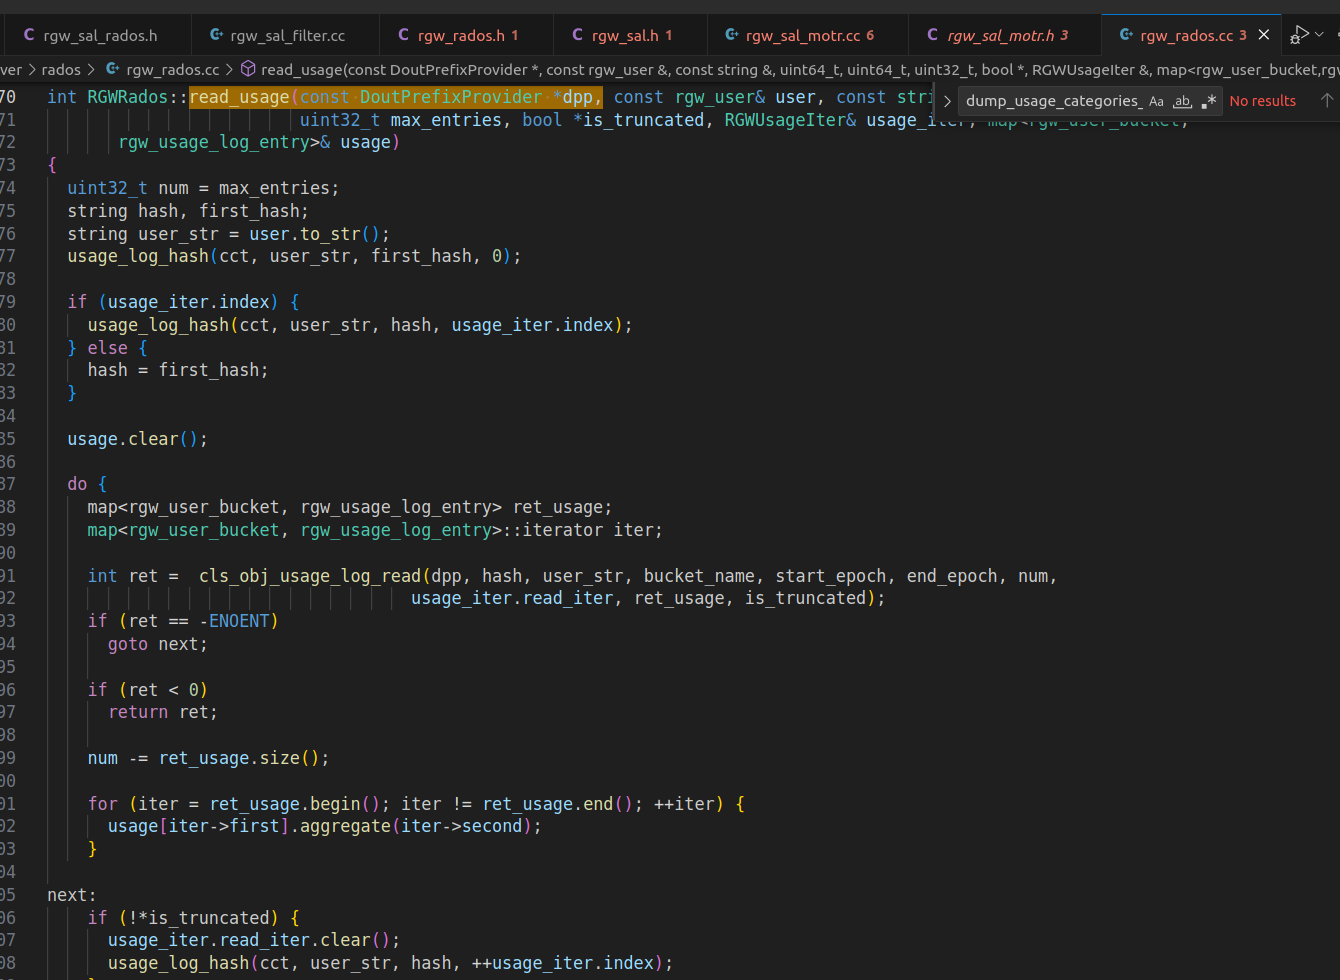 rgw_sal_rados.h rgw_sal_filter.cc rgw_rados.h 1 rgw_sal.h 1 rgw_sal_motr.cc 6 rgw_sal_motr.h 3 rgw_rados.cc 3
ver > rados > rgw_rados.cc > read_usage(const DoutPrefixProvider *, const rgw_user &, const string &, uint64_t, uint64_t, uint32_t, bool *, RGWUsageIter &, map<rgw_user_bucket,rg
dump_usage_categories_ Aa ab .* No results
70 int RGWRados::read_usage(const DoutPrefixProvider *dpp, const rgw_user& user, const stri
71 uint32_t max_entries, bool *is_truncated, RGWUsageIter& usage_iter, map<rgw_user_bucket,
72 rgw_usage_log_entry>& usage)
73 {
74 uint32_t num = max_entries;
75 string hash, first_hash;
76 string user_str = user.to_str();
77 usage_log_hash(cct, user_str, first_hash, 0);
78
79 if (usage_iter.index) {
80 usage_log_hash(cct, user_str, hash, usage_iter.index);
81 } else {
82 hash = first_hash;
83 }
84
85 usage.clear();
86
87 do {
88 map<rgw_user_bucket, rgw_usage_log_entry> ret_usage;
89 map<rgw_user_bucket, rgw_usage_log_entry>::iterator iter;
90
91 int ret =  cls_obj_usage_log_read(dpp, hash, user_str, bucket_name, start_epoch, end_epoch, num,
92 usage_iter.read_iter, ret_usage, is_truncated);
93 if (ret == -ENOENT)
94 goto next;
95
96 if (ret < 0)
97 return ret;
98
99 num -= ret_usage.size();
00
01 for (iter = ret_usage.begin(); iter != ret_usage.end(); ++iter) {
02 usage[iter->first].aggregate(iter->second);
03 }
04
05 next:
06 if (!*is_truncated) {
07 usage_iter.read_iter.clear();
08 usage_log_hash(cct, user_str, hash, ++usage_iter.index);